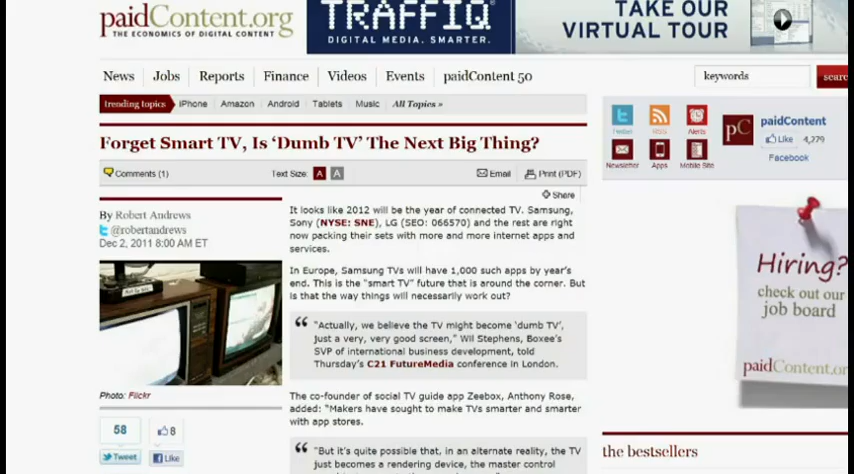 paidContent.org
THE ECONOMICS OF DIGITAL CONTENT
TRAFFIQ
DIGITAL MEDIA. SMARTER.
TAKE OUR
VIRTUAL TOUR
News Jobs Reports Finance Videos Events paidContent 50
keywords
searc
trending topics iPhone Amazon Android Tablets Music All Topics »
Forget Smart TV, Is ‘Dumb TV’ The Next Big Thing?
Comments (1) Text Size: A A Email Print (PDF)
Share
By Robert Andrews
@robertandrews
Dec 2, 2011 8:00 AM ET
Photo: Flickr
58
8
Tweet
Like
It looks like 2012 will be the year of connected TV. Samsung,
Sony (NYSE: SNE), LG (SEO: 066570) and the rest are right
now packing their sets with more and more internet apps and
services.
In Europe, Samsung TVs will have 1,000 such apps by year's
end. This is the “smart TV” future that is around the corner. But
is that the way things will necessarily work out?
“Actually, we believe the TV might become ‘dumb TV’,
just a very, very good screen,” Wil Stephens, Boxee's
SVP of international business development, told
Thursday's C21 FutureMedia conference in London.
The co-founder of social TV guide app Zeebox, Anthony Rose,
added: “Makers have sought to make TVs smarter and smarter
with app stores.
“But it's quite possible that, in an alternate reality, the TV
just becomes a rendering device, the master control
Twitter RSS Alerts
Newsletter Apps Mobile Site
pC
paidContent
Like 4,279
Facebook
Hiring?
check out our
job board
paidContent.or
the bestsellers